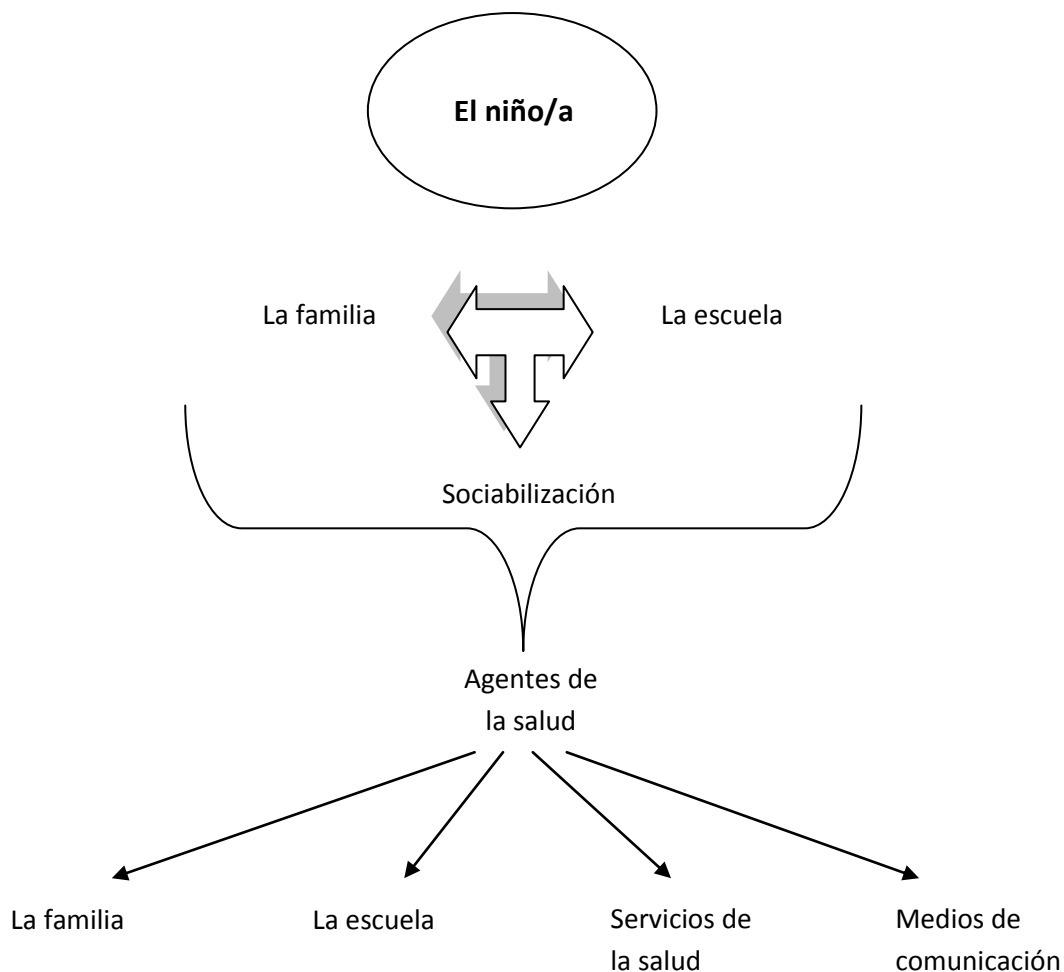 El niño/a
La familia
La escuela
Sociabilización
Agentes de
la salud
La familia
La escuela
Servicios de
la salud
Medios de
comunicación